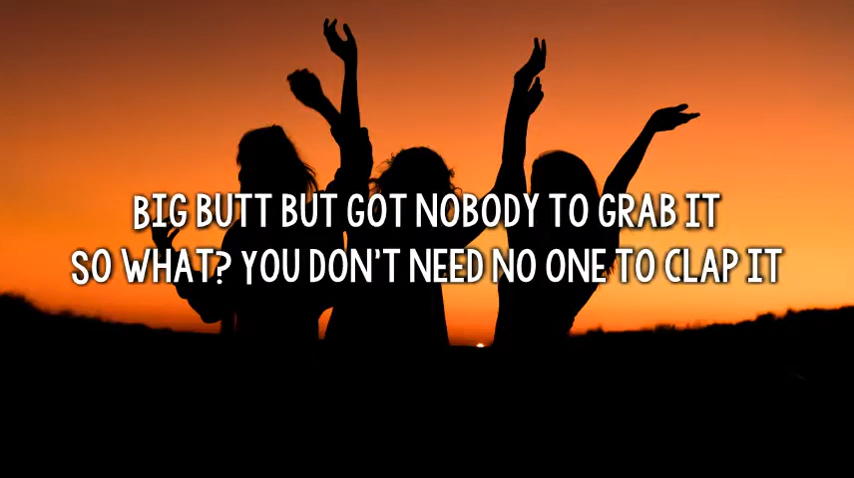 BIG BUTT BUT GOT NOBODY TO GRAB IT
SO WHAT? YOU DON'T NEED NO ONE TO CLAP IT